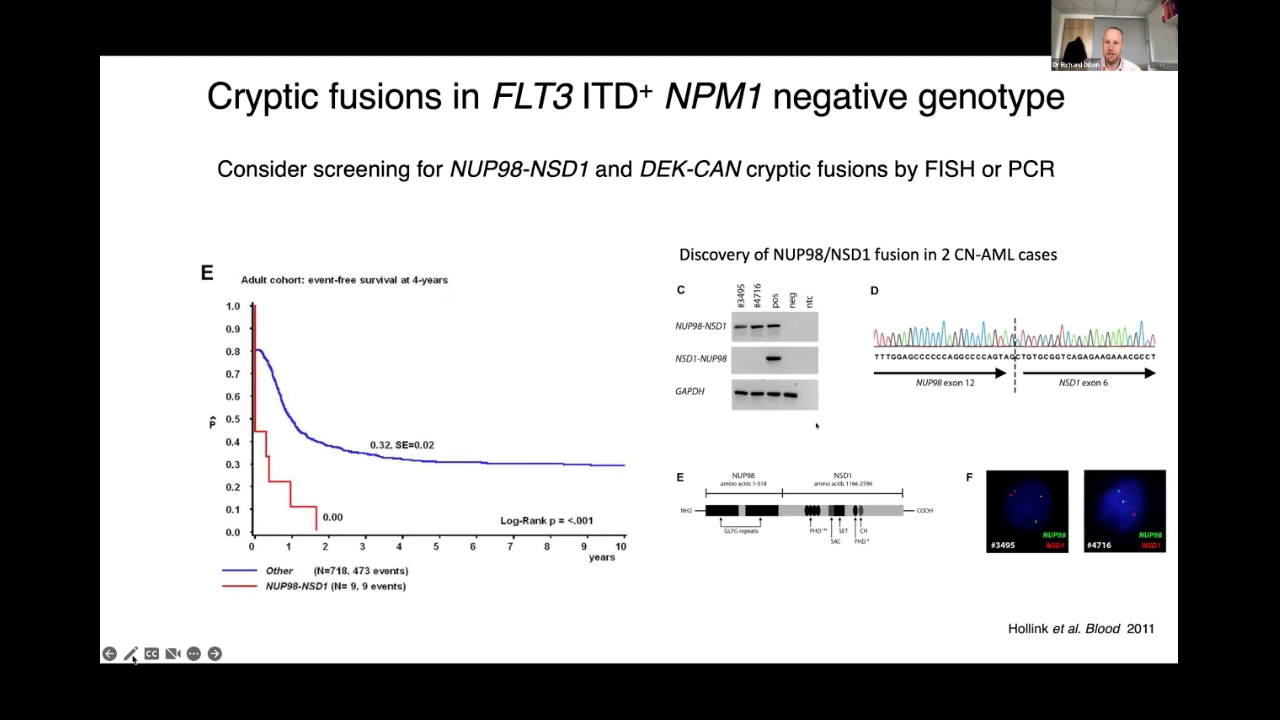 Dr Richard Dillon
Cryptic fusions in FLT3 ITD+ NPM1 negative genotype
Consider screening for NUP98-NSD1 and DEK-CAN cryptic fusions by FISH or PCR
E
Adult cohort: event-free survival at 4-years
1.0
0.9
0.8
0.7
0.6
0.5
0.4
0.3
0.2
0.1
0.0
P̂
0.32, SE=0.02
0.00
Log-Rank p = <.001
0 1 2 3 4 5 6 7 8 9 10
years
Other (N=718, 473 events)
NUP98-NSD1 (N= 9, 9 events)
Discovery of NUP98/NSD1 fusion in 2 CN-AML cases
C
#3495 #4716 pos neg ntc
NUP98-NSD1
NSD1-NUP98
GAPDH
D
TTTGGAGCCCCCCAGGCCCCAGTAGCTGTGCGGTCAGAGAAGAAACGCCT
NUP98 exon 12 NSD1 exon 6
E
NUP98 NSD1
amino acids 1-518 amino acids 1166-2596
NH2 COOH
GLFG repeats PHD SET CH
SAC PHD
F
NUP98 NUP98
#3495 NSD1 #4716 NSD1
Hollink et al. Blood 2011
CC